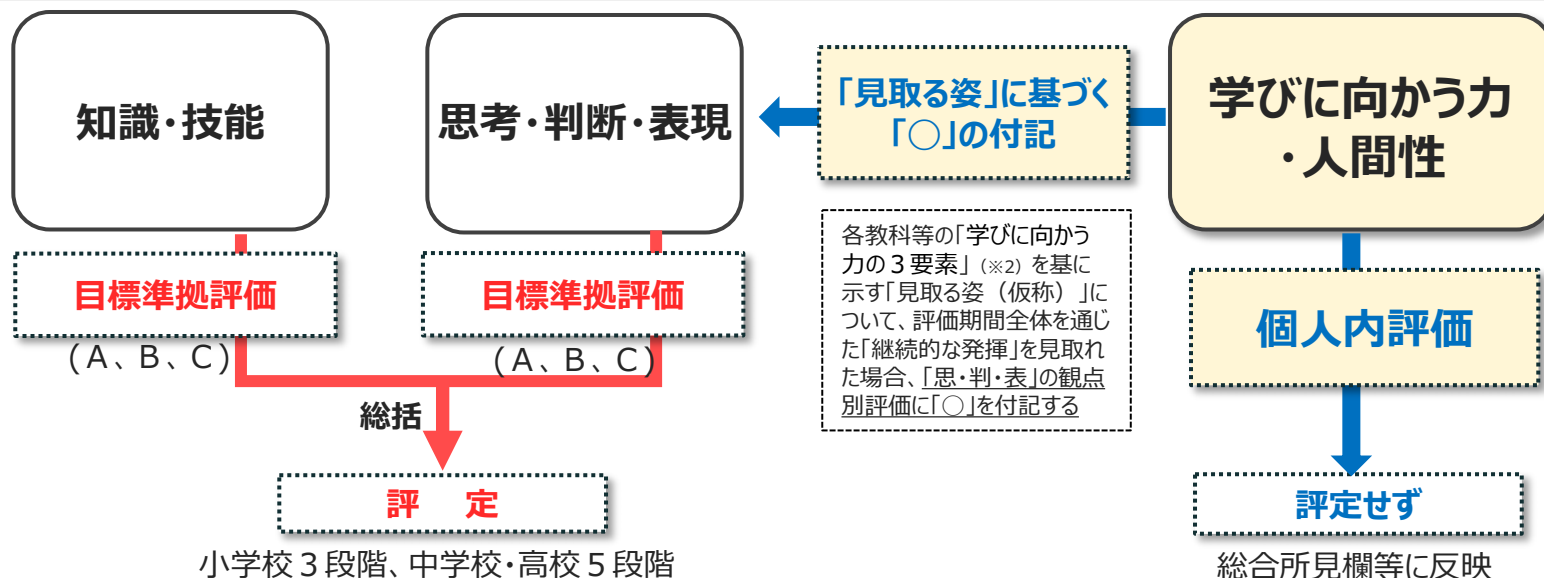 知識・技能
思考・判断・表現
「見取る姿」に基づく
「○」の付記
学びに向かう力
・人間性
目標準拠評価
(A、B、C)
目標準拠評価
(A、B、C)
各教科等の「学びに向かう
力の3要素」(※2) を基に
示す「見取る姿（仮称）」に
ついて、評価期間全体を通じ
た「継続的な発揮」を見取れ
た場合、「思・判・表」の観点
別評価に「○」を付記する
個人内評価
総括
評　定
小学校3段階、中学校・高校5段階
評定せず
総合所見欄等に反映